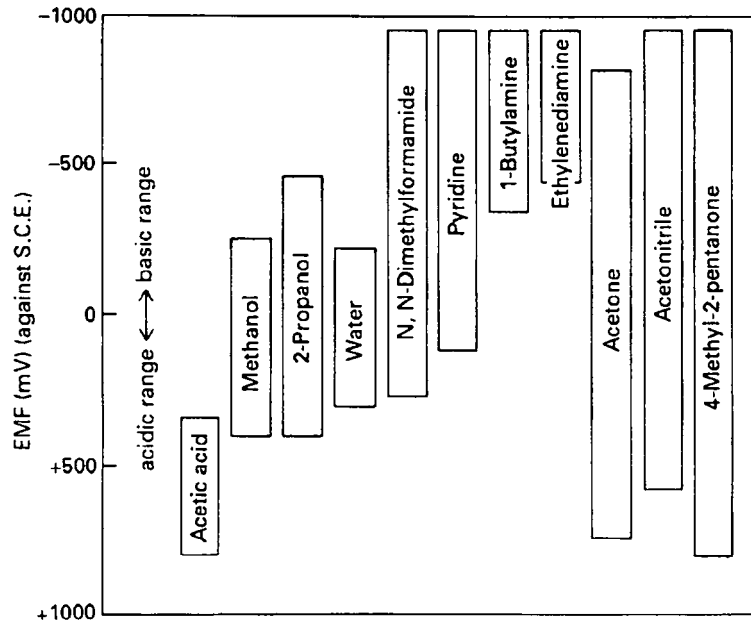 -1000
-500
0
+500
+1000
EMF (mV) (against S.C.E.)
acidic range ⟷ basic range
Acetic acid
Methanol
2-Propanol
Water
N, N-Dimethylformamide
Pyridine
1-Butylamine
Ethylenediamine
Acetone
Acetonitrile
4-Methyl-2-pentanone